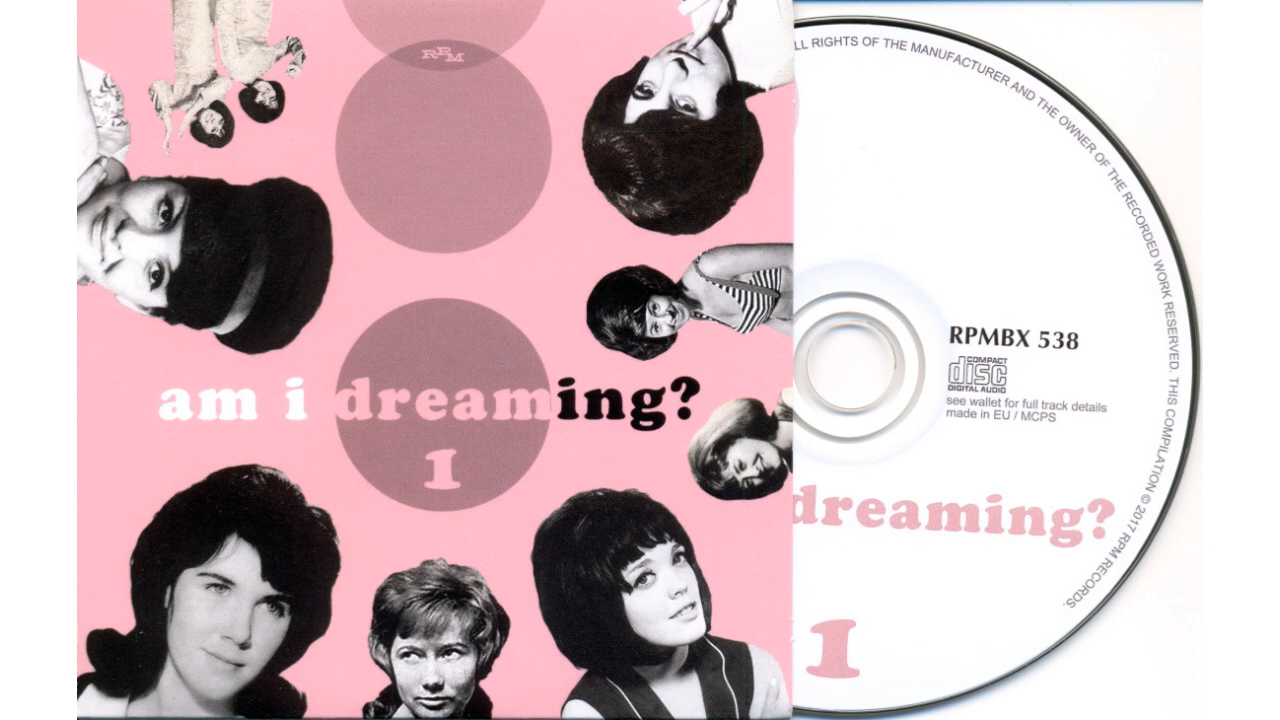 RPM
am i dreaming?
1
LL RIGHTS OF THE MANUFACTURER AND THE OWNER OF THE RECORDED WORK RESERVED. THIS COMPILATION ℗ 2017 RPM RECORDS.
RPMBX 538
COMPACT
disc
DIGITAL AUDIO
see wallet for full track details
made in EU / MCPS
dreaming?
1